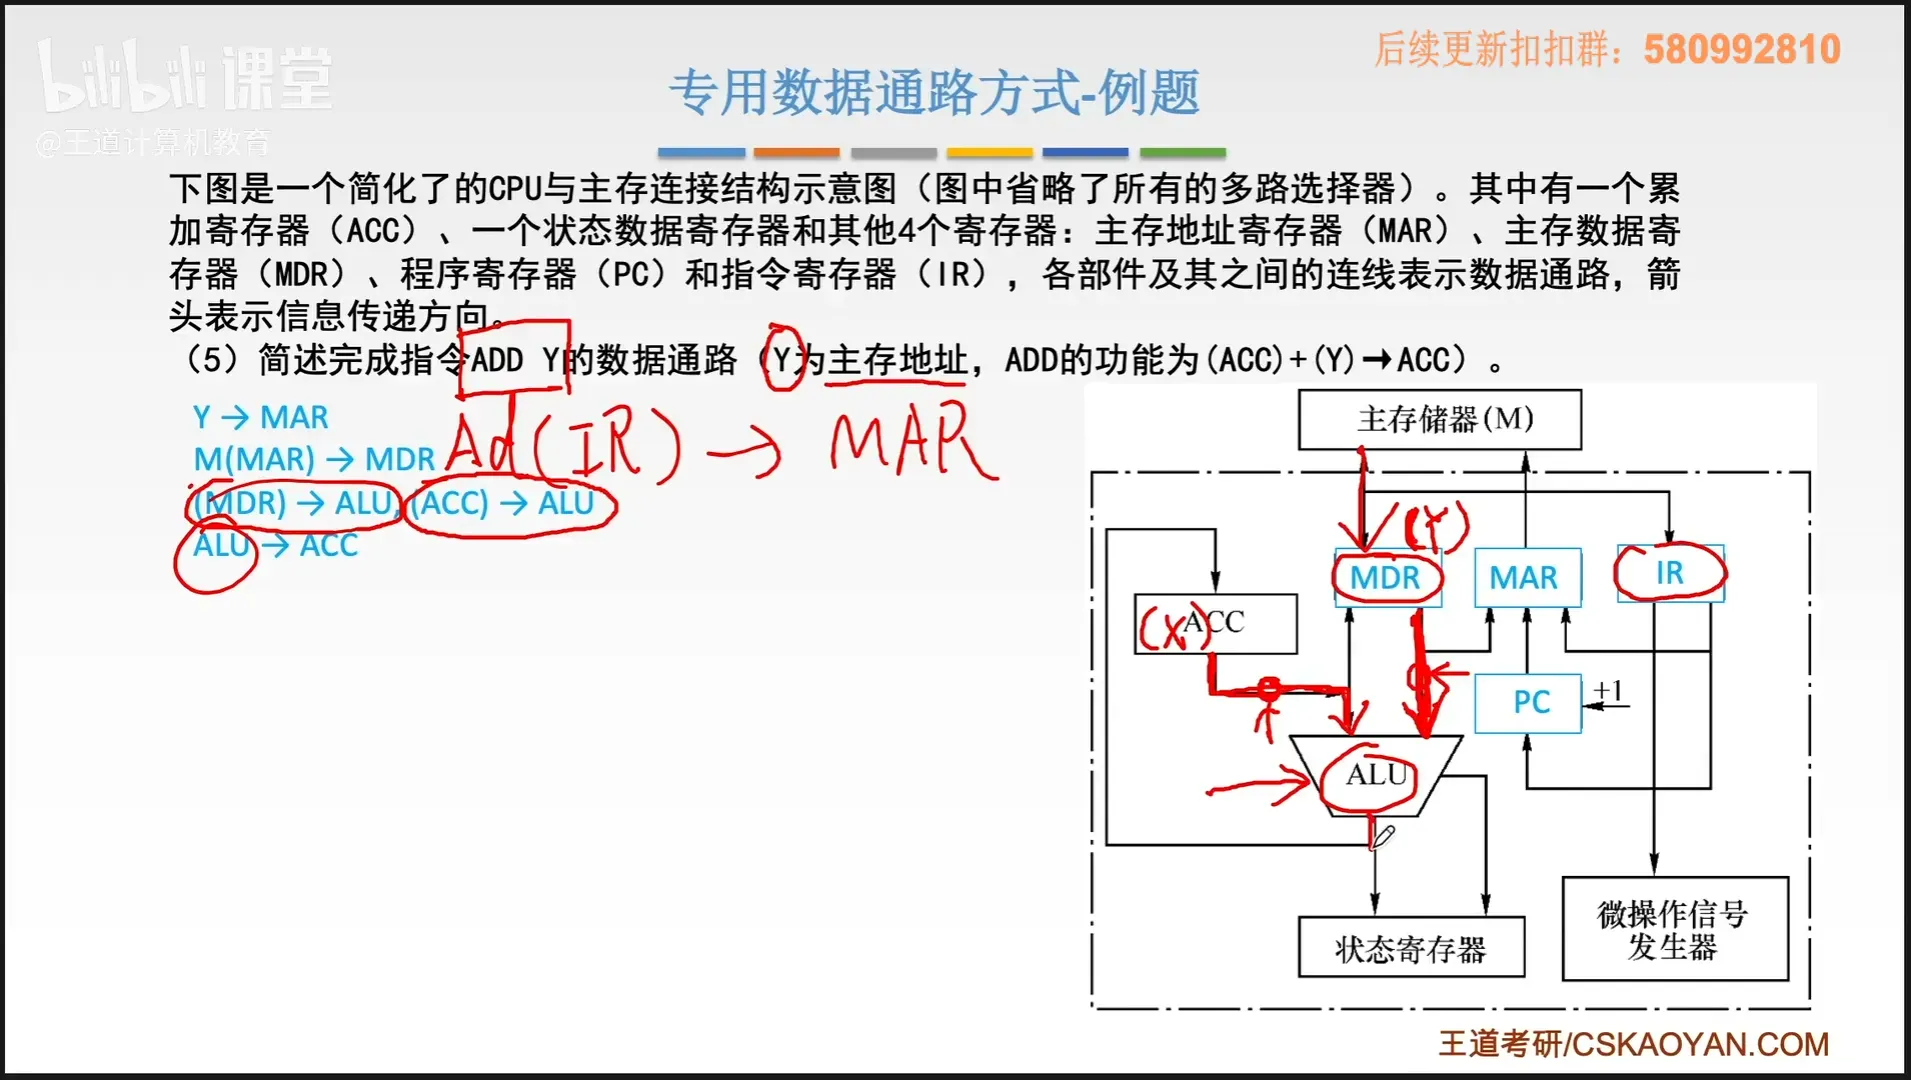 后续更新扣扣群：580992810
bilibili课堂
@王道计算机教育
专用数据通路方式-例题
下图是一个简化了的CPU与主存连接结构示意图（图中省略了所有的多路选择器）。其中有一个累
加寄存器（ACC）、一个状态数据寄存器和其他4个寄存器：主存地址寄存器（MAR）、主存数据寄
存器（MDR）、程序寄存器（PC）和指令寄存器（IR），各部件及其之间的连线表示数据通路，箭
头表示信息传递方向。
（5）简述完成指令ADD Y的数据通路（Y为主存地址，ADD的功能为(ACC)+(Y)→ACC）。
Y → MAR
M(MAR) → MDR
Ad(IR) → MAR
(MDR) → ALU, (ACC) → ALU
ALU → ACC
主存储器(M)
(Y)
MDR
MAR
IR
(X)
ACC
PC
+1
ALU
微操作信号
发生器
状态寄存器
王道考研/CSKAOYAN.COM